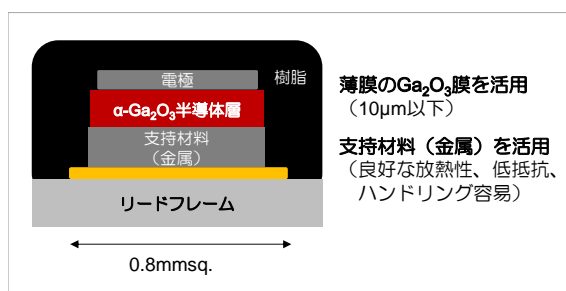 電極
樹脂
α-Ga₂O₃半導体層
支持材料
（金属）
リードフレーム
0.8mmsq.
薄膜のGa₂O₃膜を活用
（10μm以下）
支持材料（金属）を活用
（良好な放熱性、低抵抗、
ハンドリング容易）